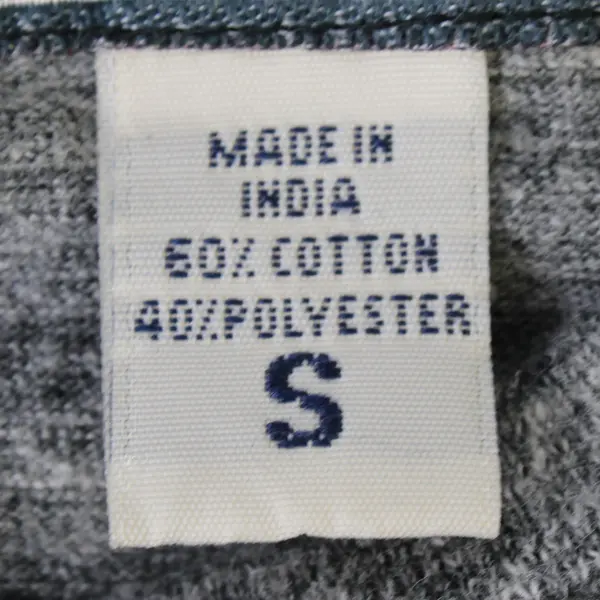 MADE IN
INDIA
60% COTTON
40% POLYESTER
S